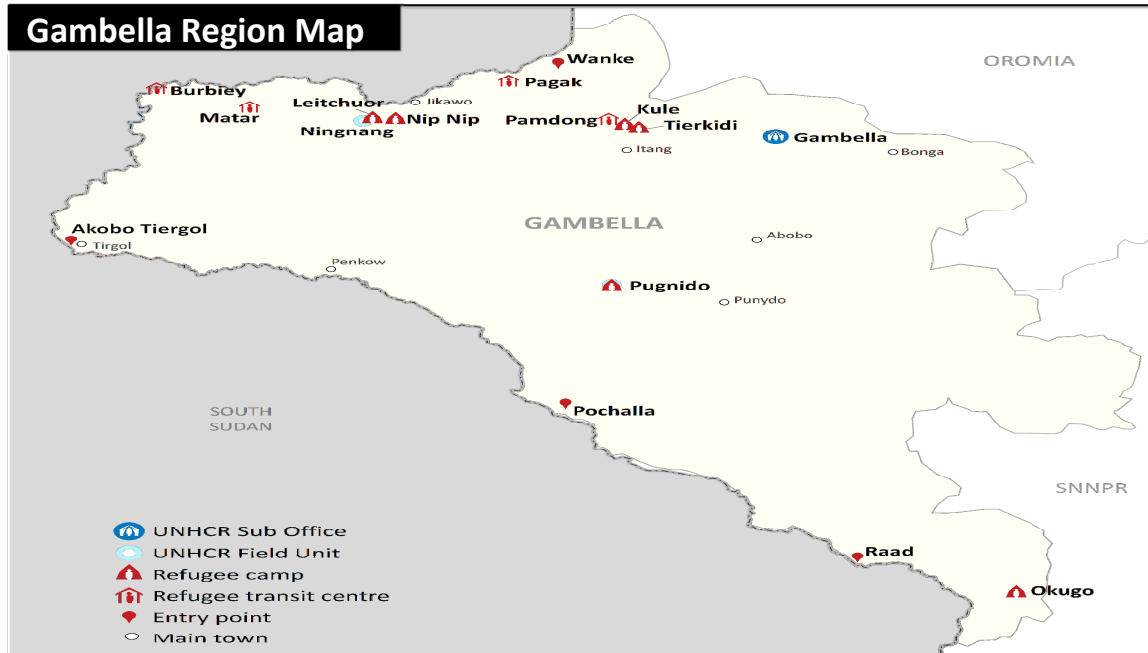 Gambella Region Map
OROMIA
Wanke
Pagak
Burbiey
Matar
Leitchuor
Jikawo
Nip Nip
Ningnang
Kule
Pamdong
Tierkidi
Itang
Gambella
Bonga
Akobo Tiergol
Tirgol
GAMBELLA
Abobo
Penkow
Pugnido
Punydo
Pochalla
SOUTH
SUDAN
SNNPR
Raad
Okugo
UNHCR Sub Office
UNHCR Field Unit
Refugee camp
Refugee transit centre
Entry point
Main town